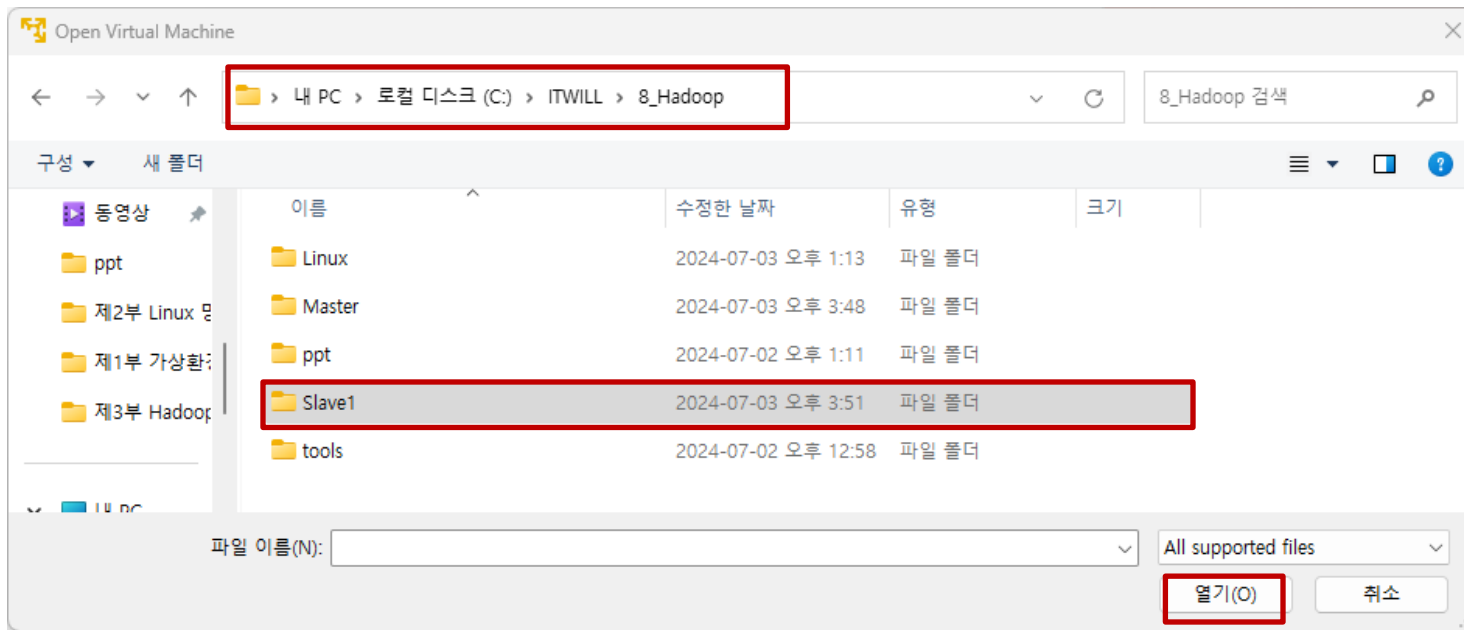 Open Virtual Machine
내 PC > 로컬 디스크 (C:) > ITWILL > 8_Hadoop
8_Hadoop 검색
구성 새 폴더
이름 수정한 날짜 유형 크기
동영상
ppt
제2부 Linux
제1부 가상환
제3부 Hadoop
내 PC
Linux 2024-07-03 오후 1:13 파일 폴더
Master 2024-07-03 오후 3:48 파일 폴더
ppt 2024-07-02 오후 1:11 파일 폴더
Slave1 2024-07-03 오후 3:51 파일 폴더
tools 2024-07-02 오후 12:58 파일 폴더
파일 이름(N):
All supported files
열기(O) 취소